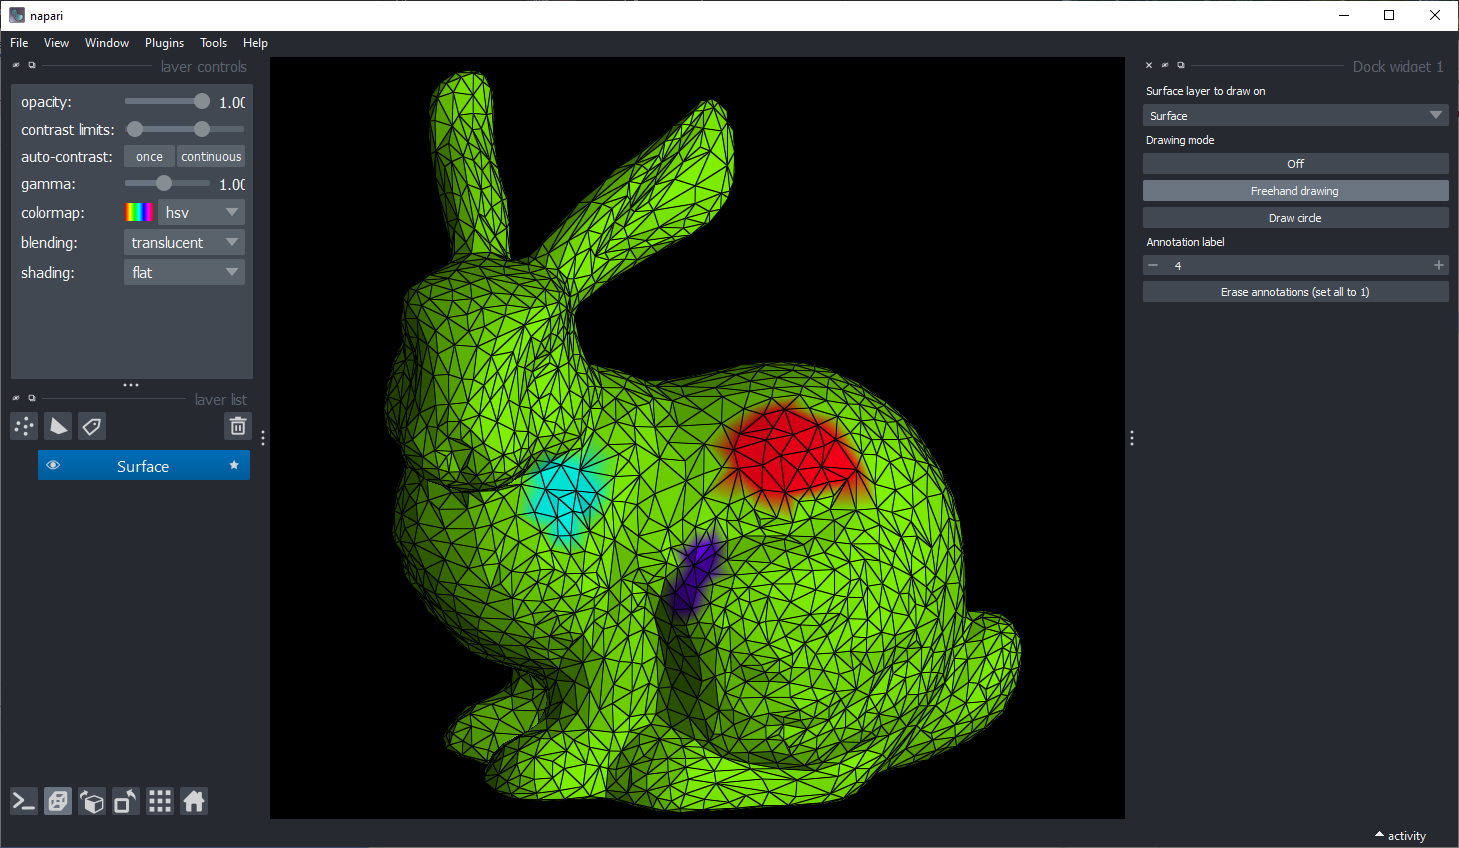 napari
File View Window Plugins Tools Help
layer controls
opacity: 1.00
contrast limits:
auto-contrast: once continuous
gamma: 1.00
colormap: hsv
blending: translucent
shading: flat
layer list
Surface
Dock widget 1
Surface layer to draw on
Surface
Drawing mode
Off
Freehand drawing
Draw circle
Annotation label
4
Erase annotations (set all to 1)
activity